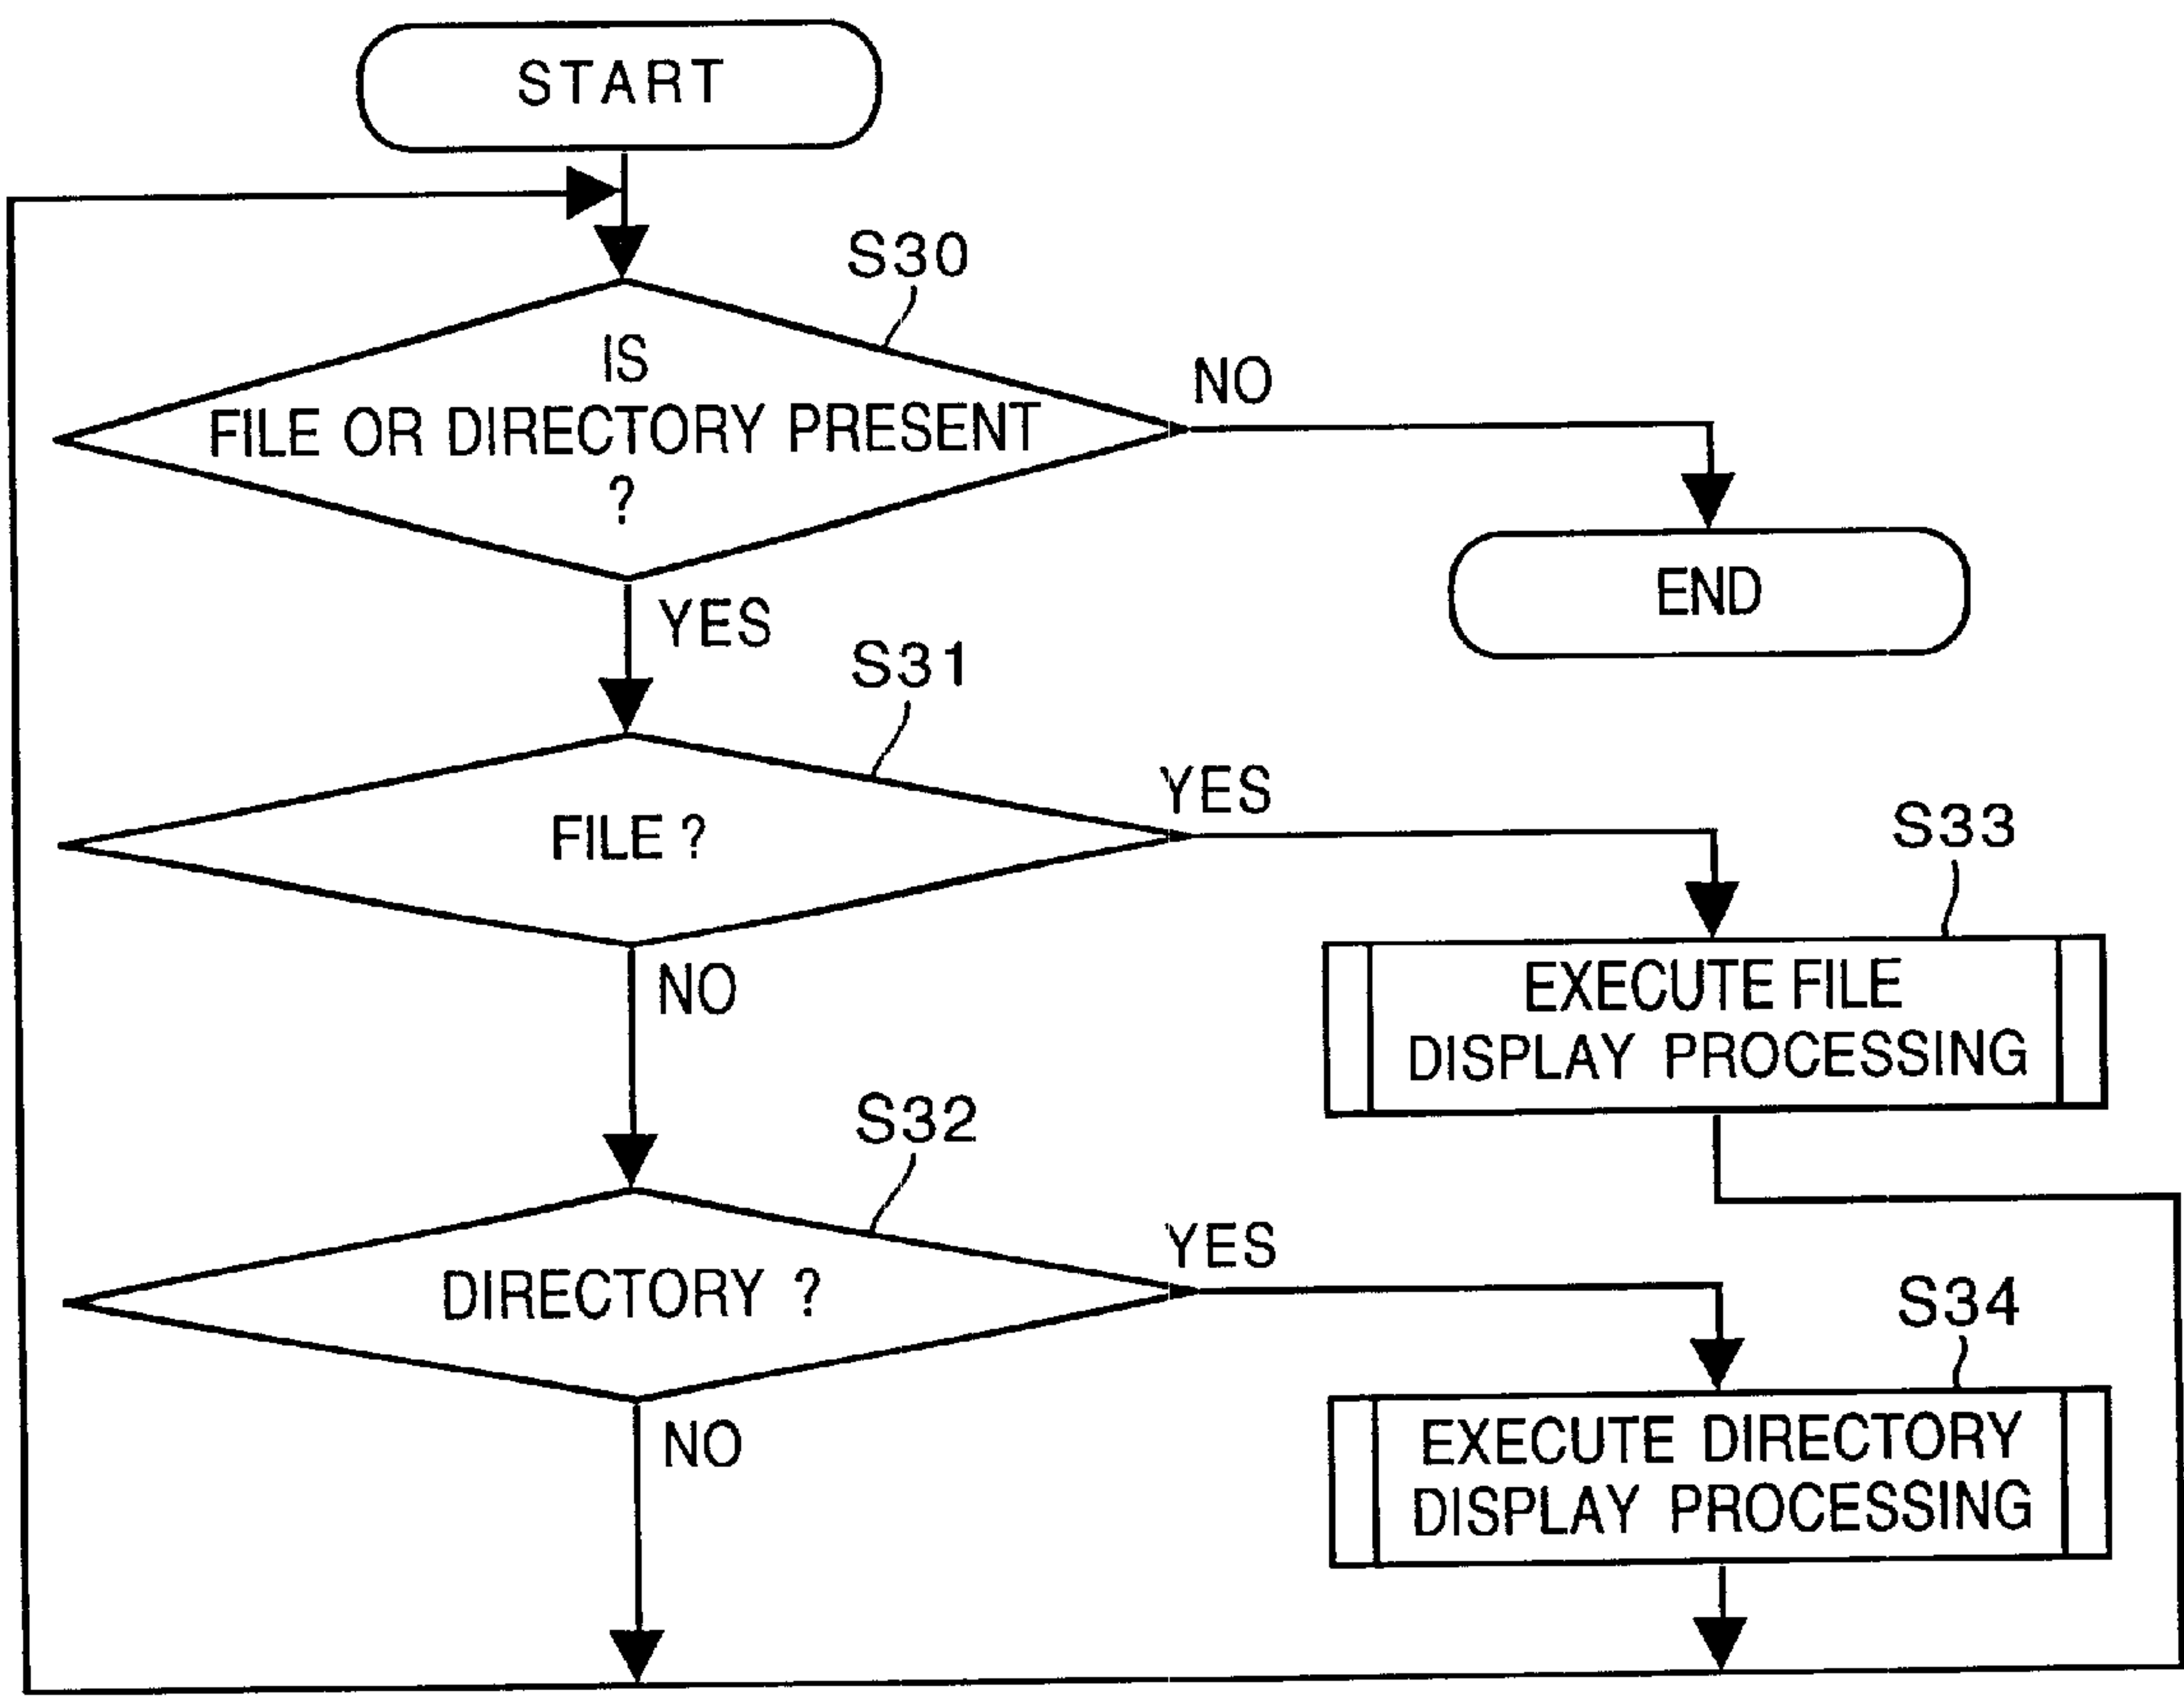 START
S30
IS
FILE OR DIRECTORY PRESENT
?
NO
END
YES
S31
FILE ?
YES
S33
EXECUTE FILE
DISPLAY PROCESSING
NO
S32
DIRECTORY ?
YES
S34
EXECUTE DIRECTORY
DISPLAY PROCESSING
NO